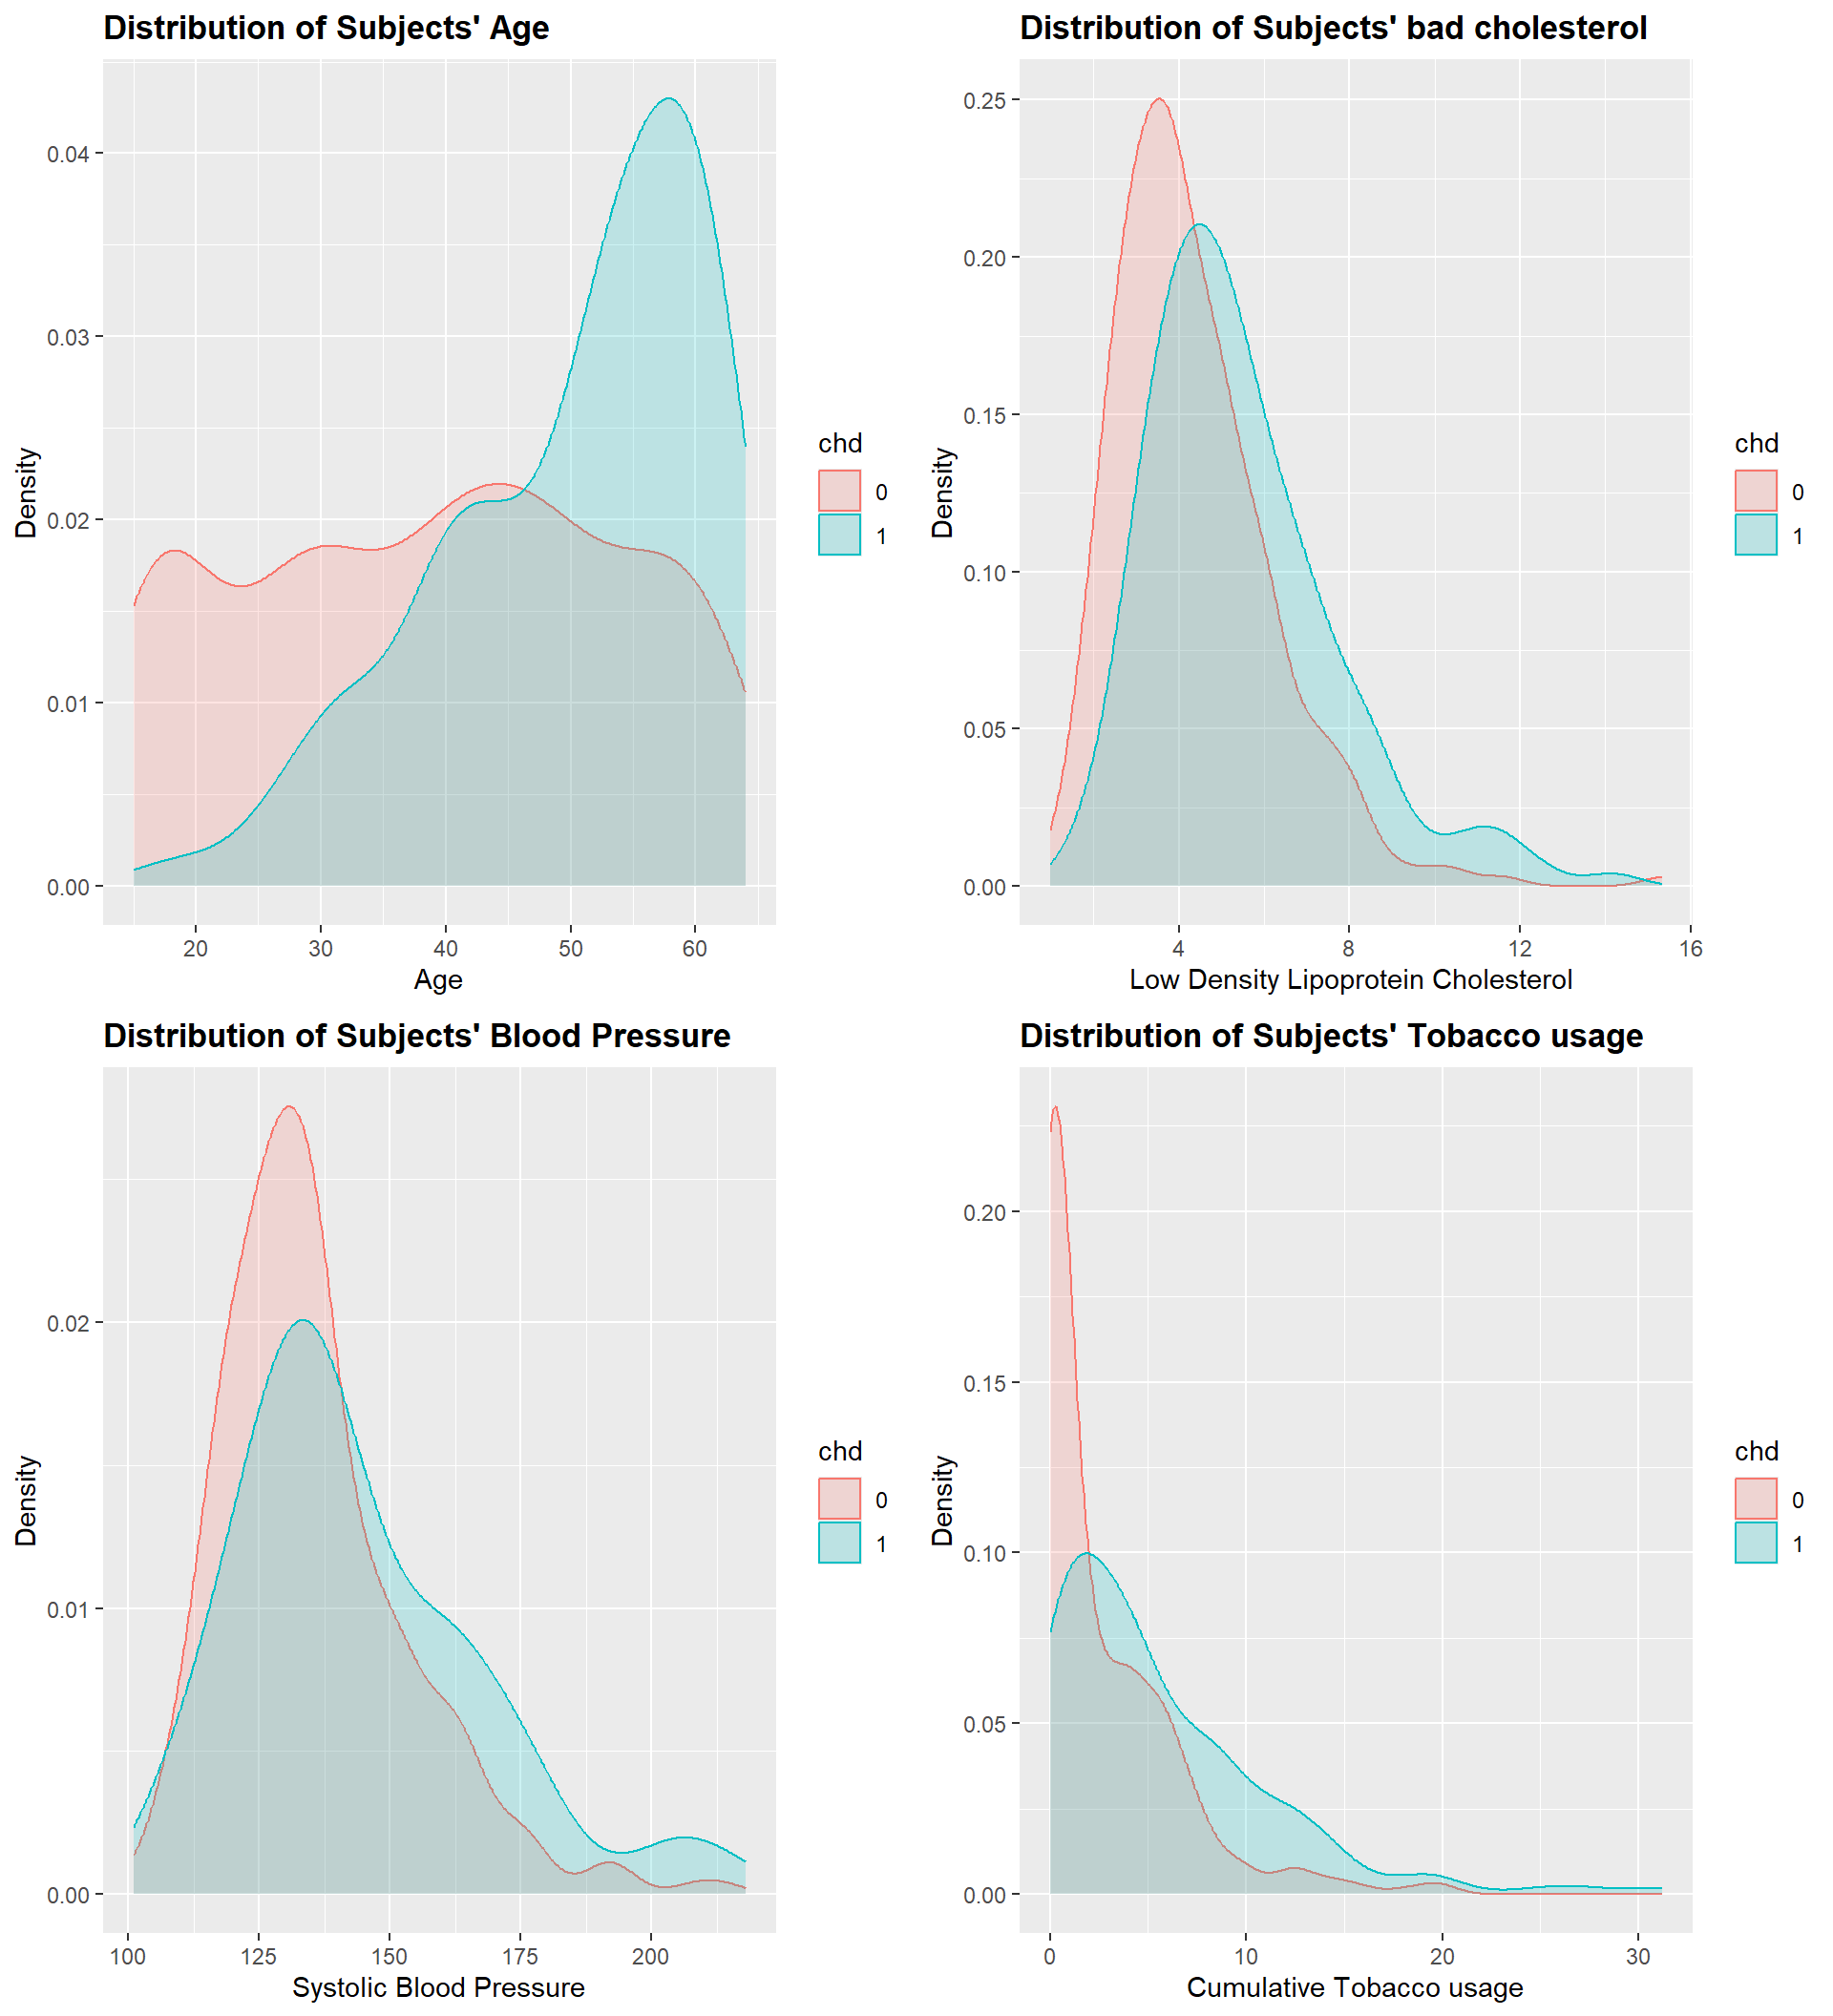 Distribution of Subjects' Age
Density
0.04
0.03
0.02
0.01
0.00
20 30 40 50 60
Age
chd
0
1
Distribution of Subjects' bad cholesterol
Density
0.25
0.20
0.15
0.10
0.05
0.00
4 8 12 16
Low Density Lipoprotein Cholesterol
chd
0
1
Distribution of Subjects' Blood Pressure
Density
0.02
0.01
0.00
100 125 150 175 200
Systolic Blood Pressure
chd
0
1
Distribution of Subjects' Tobacco usage
Density
0.20
0.15
0.10
0.05
0.00
0 10 20 30
Cumulative Tobacco usage
chd
0
1